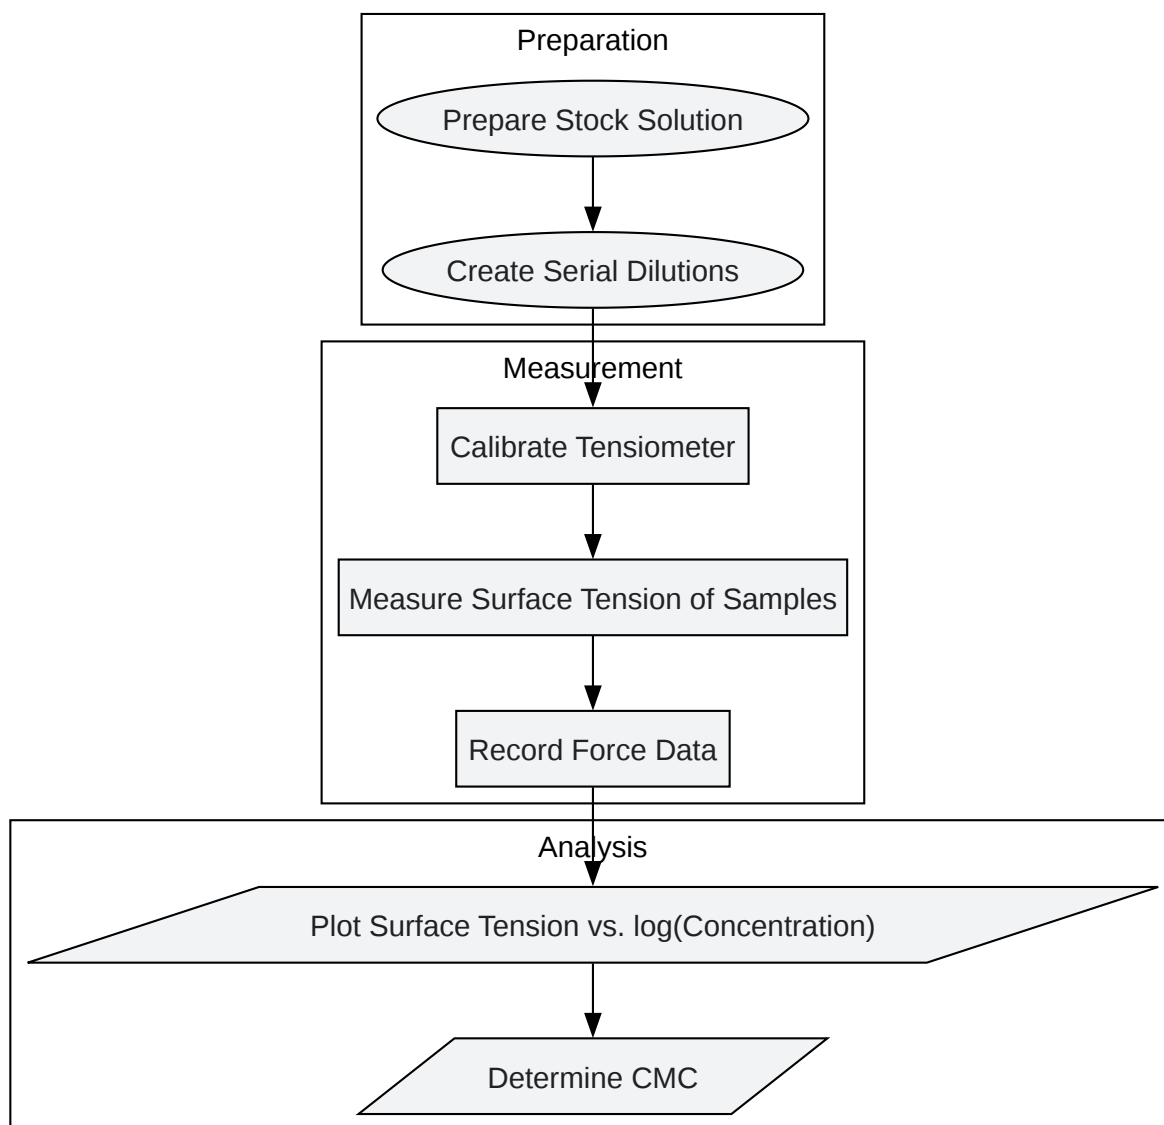 Preparation
Prepare Stock Solution
Create Serial Dilutions
Measurement
Calibrate Tensiometer
Measure Surface Tension of Samples
Record Force Data
Analysis
Plot Surface Tension vs. log(Concentration)
Determine CMC